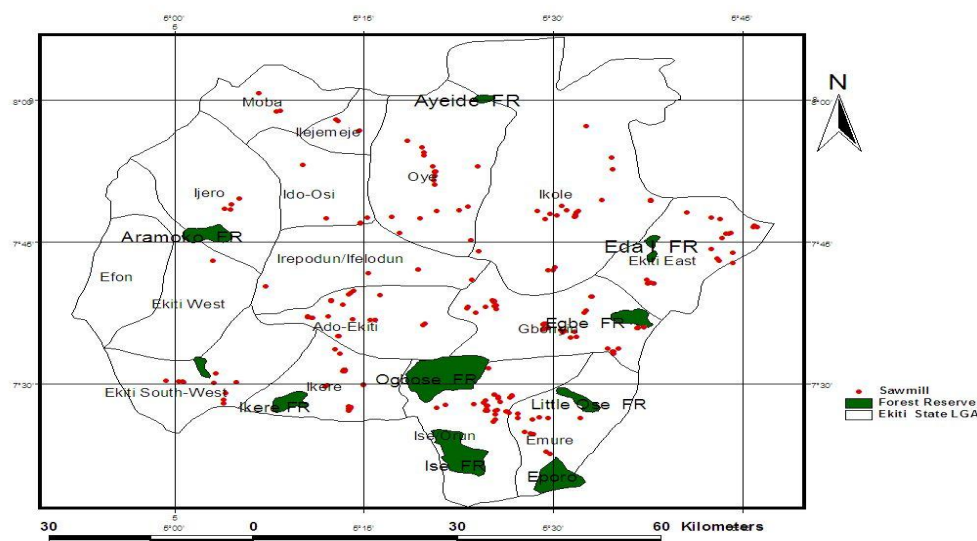 5°00' 5°15' 5°30' 5°45'
5
N
8°00' 8°00'
Moba
Ayeide FR
Ilejemeje
Oye
Ijero Ido-Osi Ikole
Aramoko FR
7°45' 7°45'
Eda I FR
Irepodun/Ifelodun
Ekiti East
Efon
Ekiti West
Ado-Ekiti
Egbe FR
Ogbose FR
7°30' 7°30'
Ekiti South-West
Ikere
Ikere FR
Little Ose FR
Sawmill
Forest Reserve
Ekiti State LGA
Ise/Orun
Emure
Ise FR
Eporo
5
5°00' 5°15' 5°30'
30 0 30 60 Kilometers